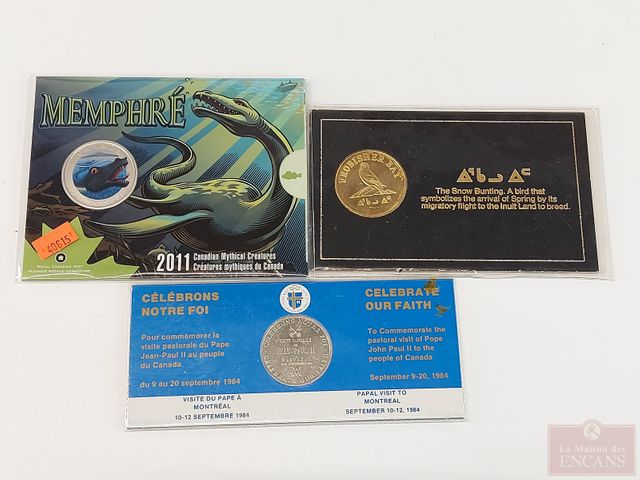 MEMPHRÉ
40615
ROYAL CANADIAN MINT
MONNAIE ROYALE CANADIENNE
2011 Canadian Mythical Creatures
Créatures mythiques du Canada
FROBISHER BAY
ᐃᖃᓗᐃᑦ
The Snow Bunting. A bird that
symbolizes the arrival of Spring by its
migratory flight to the Inuit Land to breed.
CÉLÉBRONS
NOTRE FOI
Pour commémorer la
visite pastorale du Pape
Jean-Paul II au peuple
du Canada
du 9 au 20 septembre 1984
VISITE DU PAPE À
MONTRÉAL
10-12 SEPTEMBRE 1984
CELEBRATE
OUR FAITH
To Commemorate the
pastoral visit of Pope
John Paul II to the
people of Canada
September 9-20, 1984
PAPAL VISIT TO
MONTREAL
SEPTEMBER 10-12, 1984
La Maison des
ENCANS